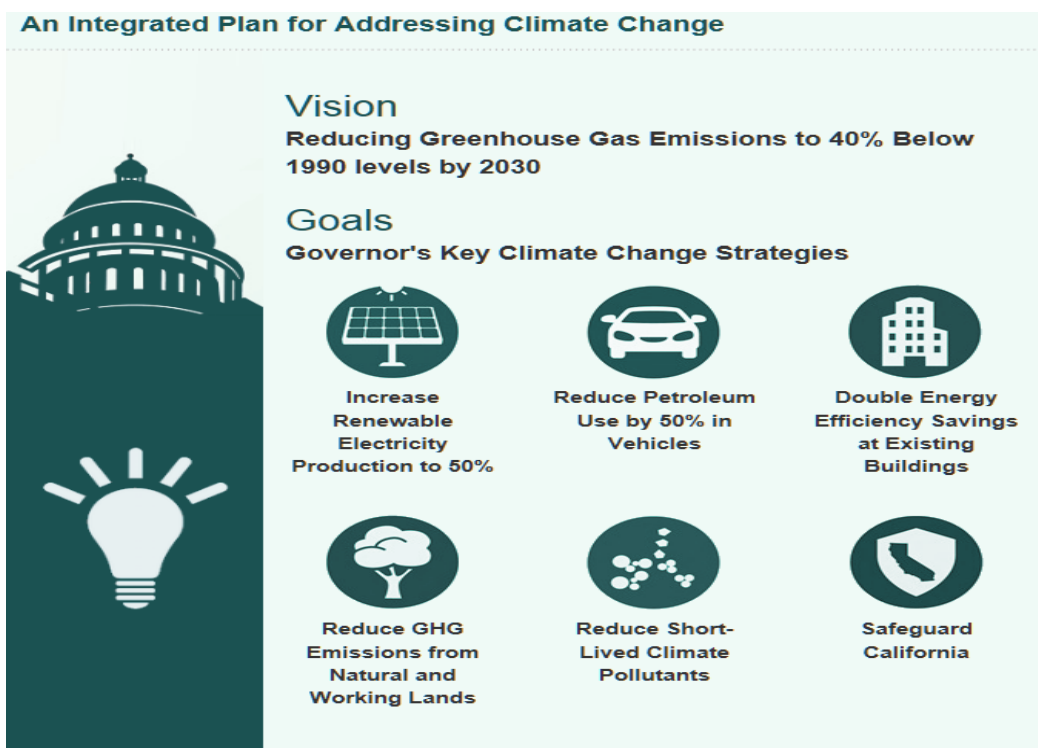 An Integrated Plan for Addressing Climate Change
Vision
Reducing Greenhouse Gas Emissions to 40% Below
1990 levels by 2030
Goals
Governor's Key Climate Change Strategies
Increase
Renewable
Electricity
Production to 50%
Reduce Petroleum
Use by 50% in
Vehicles
Double Energy
Efficiency Savings
at Existing
Buildings
Reduce GHG
Emissions from
Natural and
Working Lands
Reduce Short-
Lived Climate
Pollutants
Safeguard
California